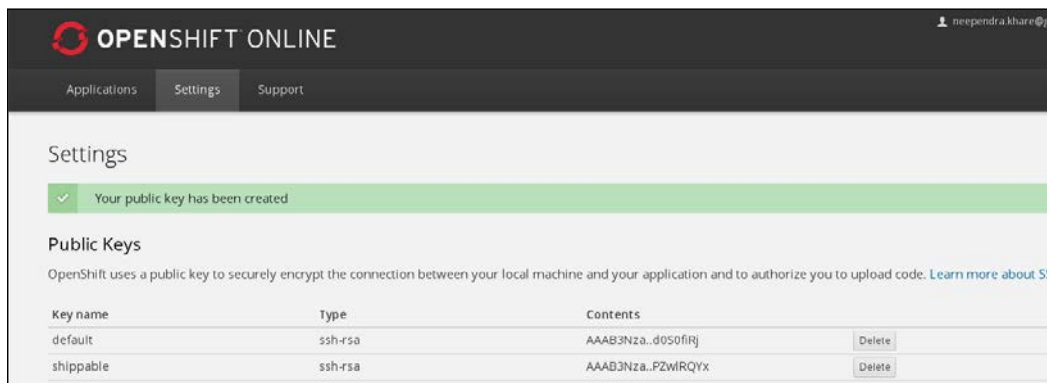 neependra.khare@
OPENSHIFT ONLINE
Applications Settings Support
Settings
Your public key has been created
Public Keys
OpenShift uses a public key to securely encrypt the connection between your local machine and your application and to authorize you to upload code. Learn more about
Key name Type Contents
default ssh-rsa AAAB3Nza..d0S0fiRj Delete
shippable ssh-rsa AAAB3Nza..PZwlRQYx Delete